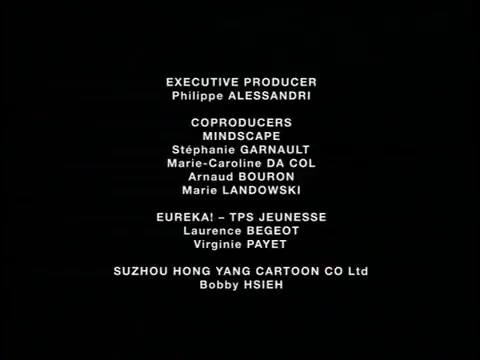 EXECUTIVE PRODUCER
Philippe ALESSANDRI
COPRODUCERS
MINDSCAPE
Stéphanie GARNAULT
Marie-Caroline DA COL
Arnaud BOURON
Marie LANDOWSKI
EUREKA! – TPS JEUNESSE
Laurence BEGEOT
Virginie PAYET
SUZHOU HONG YANG CARTOON CO Ltd
Bobby HSIEH